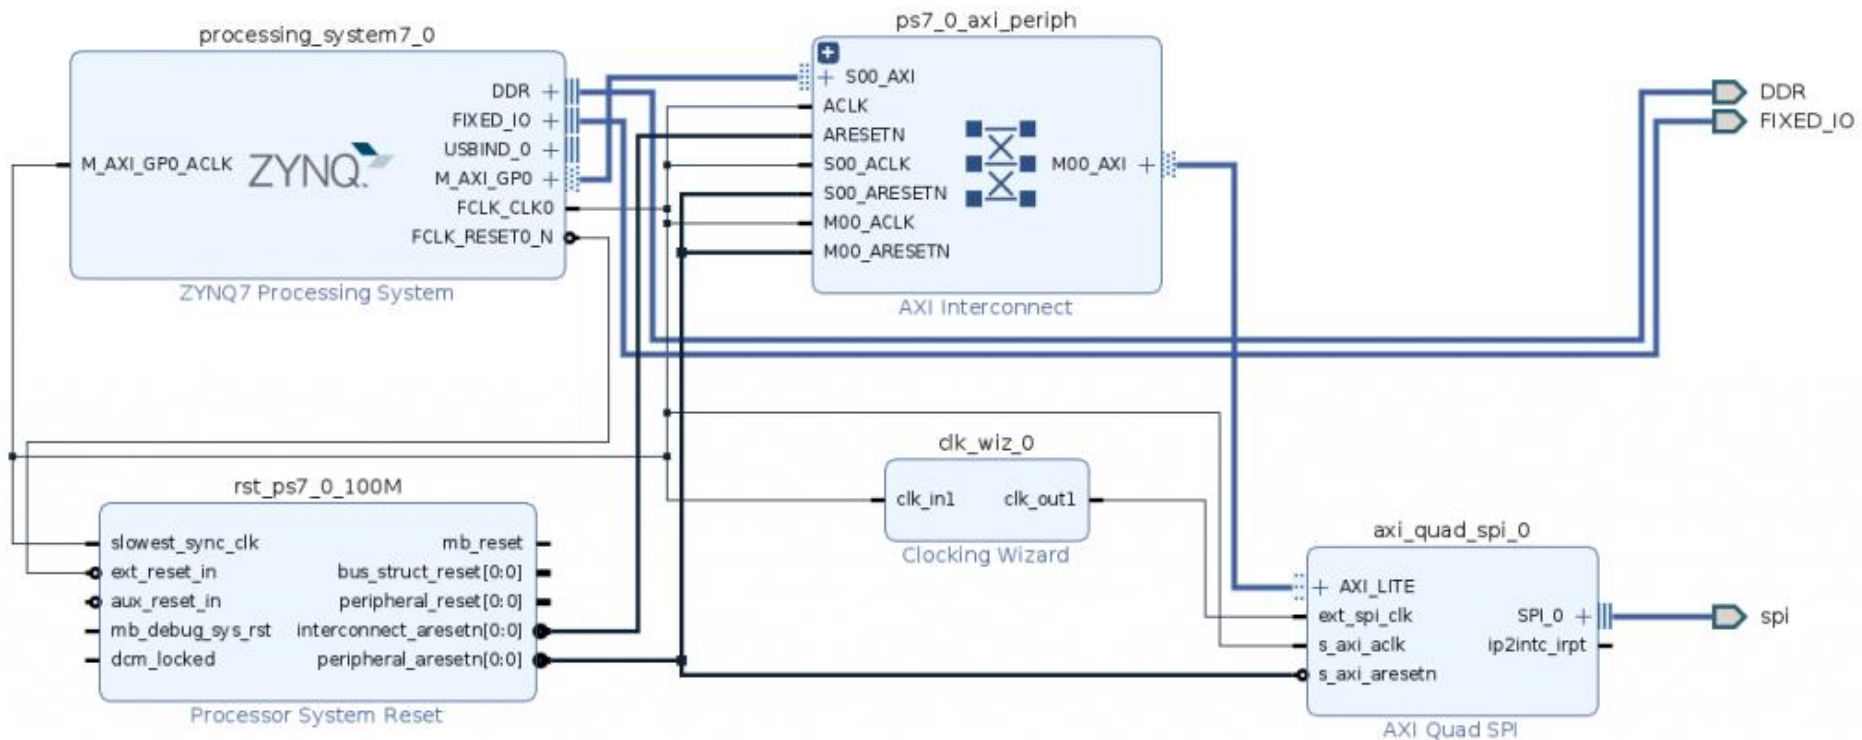 processing_system7_0
DDR
FIXED_IO
USBIND_0
M_AXI_GP0
FCLK_CLK0
FCLK_RESET0_N
M_AXI_GP0_ACLK
ZYNQ
ZYNQ7 Processing System
ps7_0_axi_periph
S00_AXI
ACLK
ARESETN
S00_ACLK
S00_ARESETN
M00_ACLK
M00_ARESETN
M00_AXI
AXI Interconnect
DDR
FIXED_IO
rst_ps7_0_100M
slowest_sync_clk
ext_reset_in
aux_reset_in
mb_debug_sys_rst
dcm_locked
mb_reset
bus_struct_reset[0:0]
peripheral_reset[0:0]
interconnect_aresetn[0:0]
peripheral_aresetn[0:0]
Processor System Reset
clk_wiz_0
clk_in1
clk_out1
Clocking Wizard
axi_quad_spi_0
AXI_LITE
ext_spi_clk
s_axi_aclk
s_axi_aresetn
SPI_0
ip2intc_irpt
AXI Quad SPI
spi